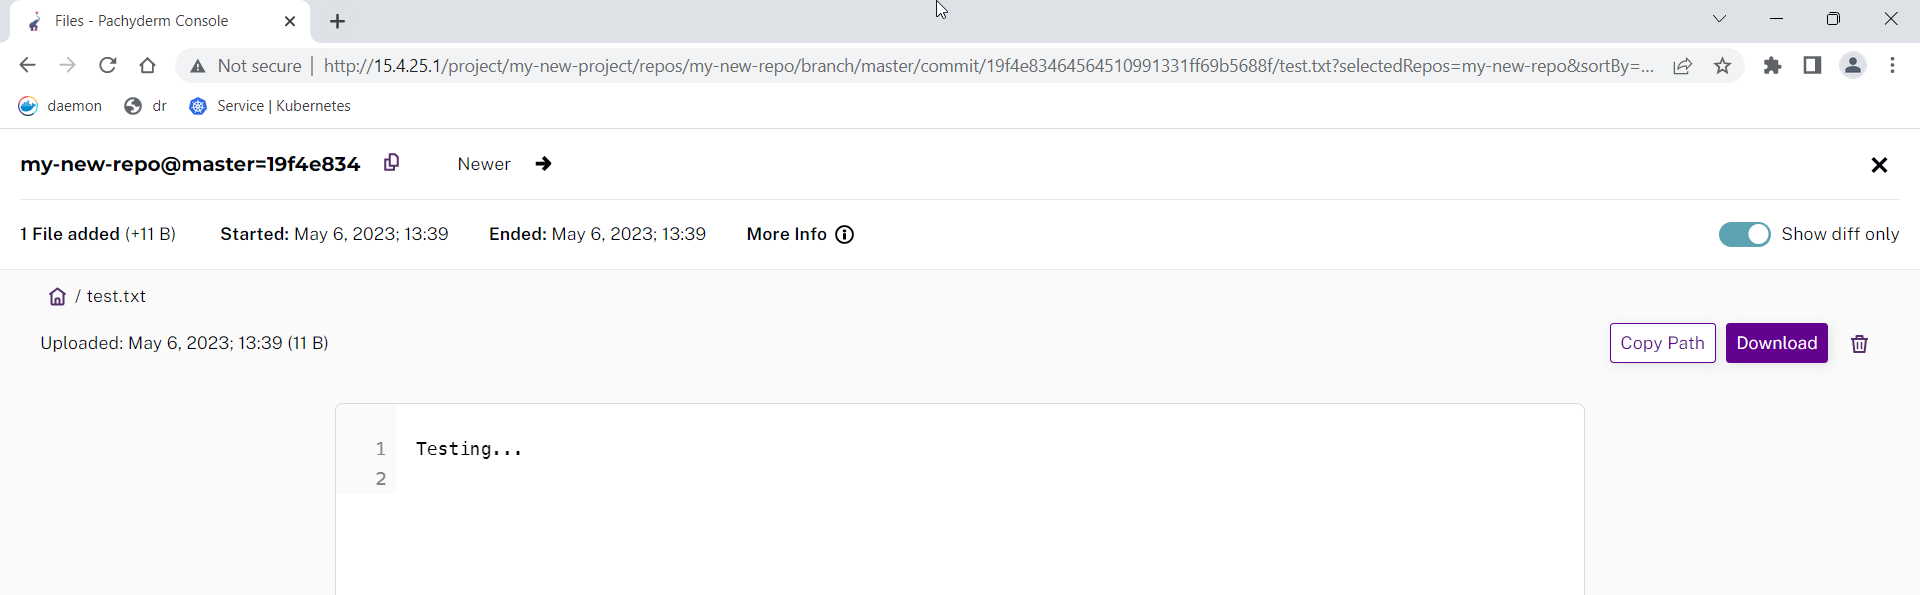 Files - Pachyderm Console
Not secure | http://15.4.25.1/project/my-new-project/repos/my-new-repo/branch/master/commit/19f4e83464564510991331ff69b5688f/test.txt?selectedRepos=my-new-repo&sortBy=...
daemon dr Service | Kubernetes
my-new-repo@master=19f4e834 Newer
1 File added (+11 B) Started: May 6, 2023; 13:39 Ended: May 6, 2023; 13:39 More Info Show diff only
/ test.txt
Uploaded: May 6, 2023; 13:39 (11 B) Copy Path Download
1 Testing...
2